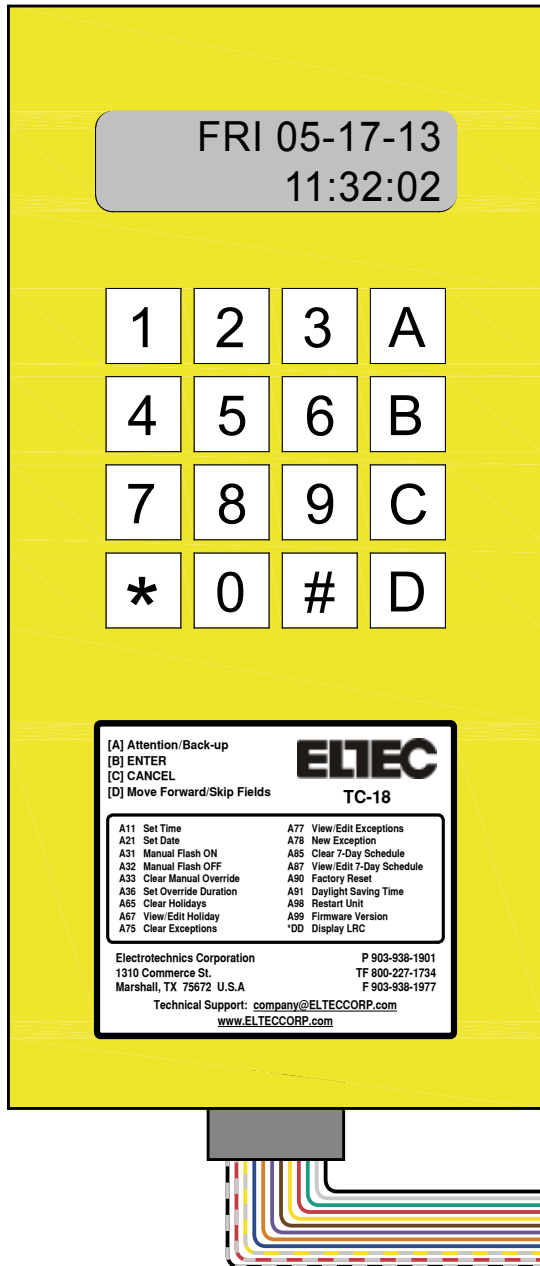 FRI 05-17-13
11:32:02
1 2 3 A
4 5 6 B
7 8 9 C
* 0 # D
[A] Attention/Back-up
[B] ENTER
[C] CANCEL
[D] Move Forward/Skip Fields
ELTEC
TC-18
A11 Set Time
A21 Set Date
A31 Manual Flash ON
A32 Manual Flash OFF
A33 Clear Manual Override
A36 Set Override Duration
A65 Clear Holidays
A67 View/Edit Holiday
A75 Clear Exceptions
A77 View/Edit Exceptions
A78 New Exception
A85 Clear 7-Day Schedule
A87 View/Edit 7-Day Schedule
A90 Factory Reset
A91 Daylight Saving Time
A98 Restart Unit
A99 Firmware Version
*DD Display LRC
Electrotechnics Corporation
1310 Commerce St.
Marshall, TX 75672 U.S.A
P 903-938-1901
TF 800-227-1734
F 903-938-1977
Technical Support: company@ELTECCORP.com
www.ELTECCORP.com